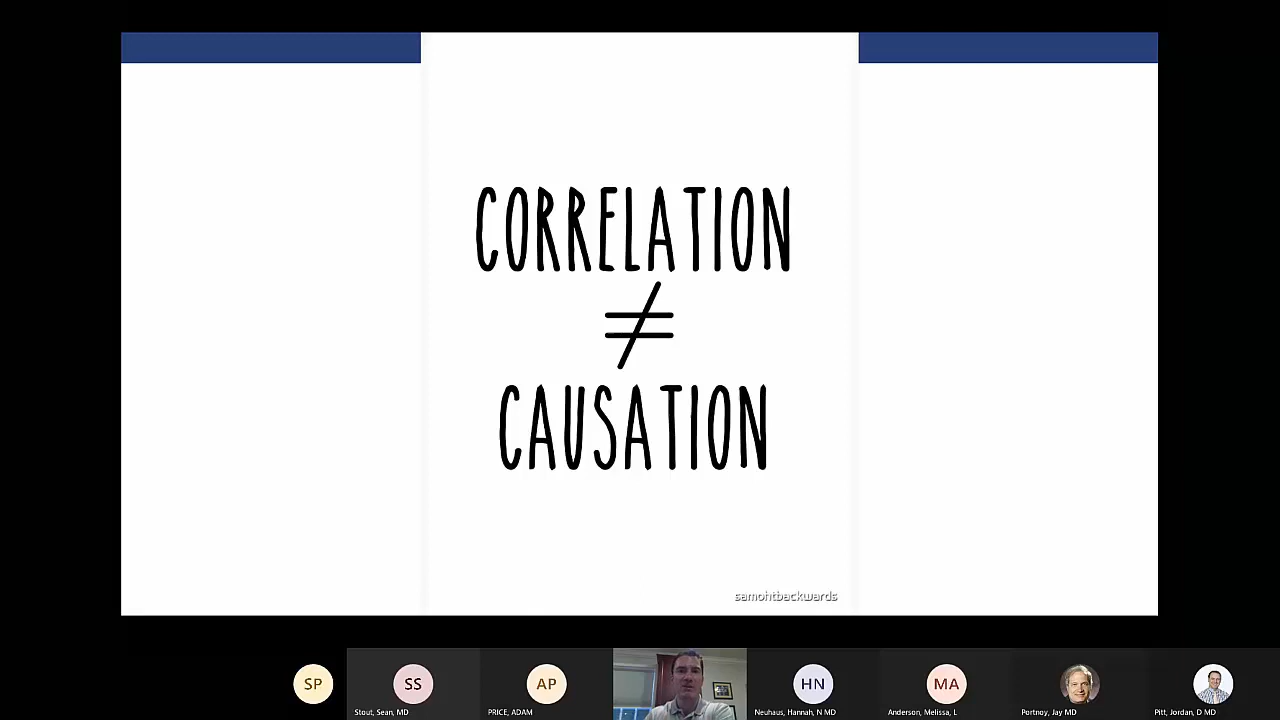 CORRELATION
≠
CAUSATION
samohtbackwards
SP
SS
AP
HN
MA
Stout, Sean, MD
PRICE, ADAM
Neuhaus, Hannah, N MD
Anderson, Melissa, L
Portnoy, Jay MD
Pitt, Jordan, D MD